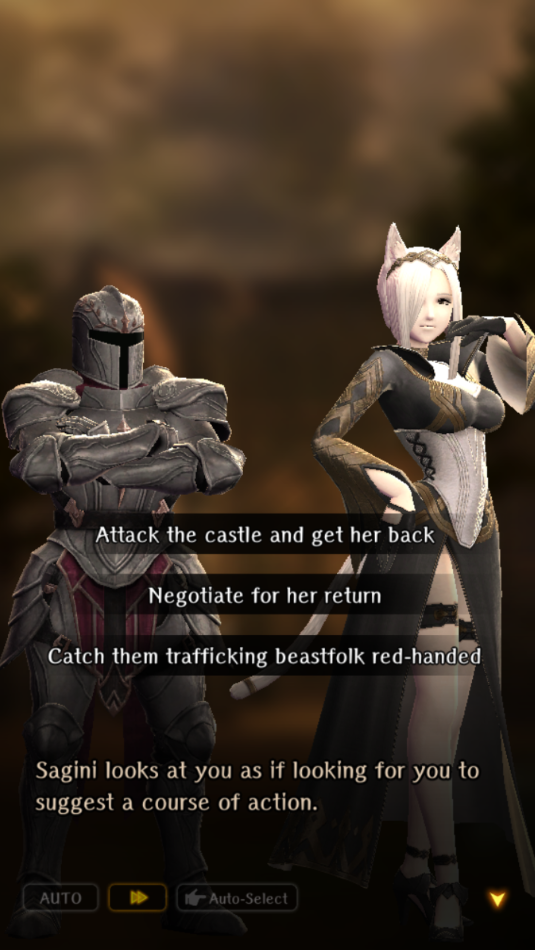 Attack the castle and get her back
Negotiate for her return
Catch them trafficking beastfolk red-handed
Sagini looks at you as if looking for you to
suggest a course of action.
AUTO
Auto-Select